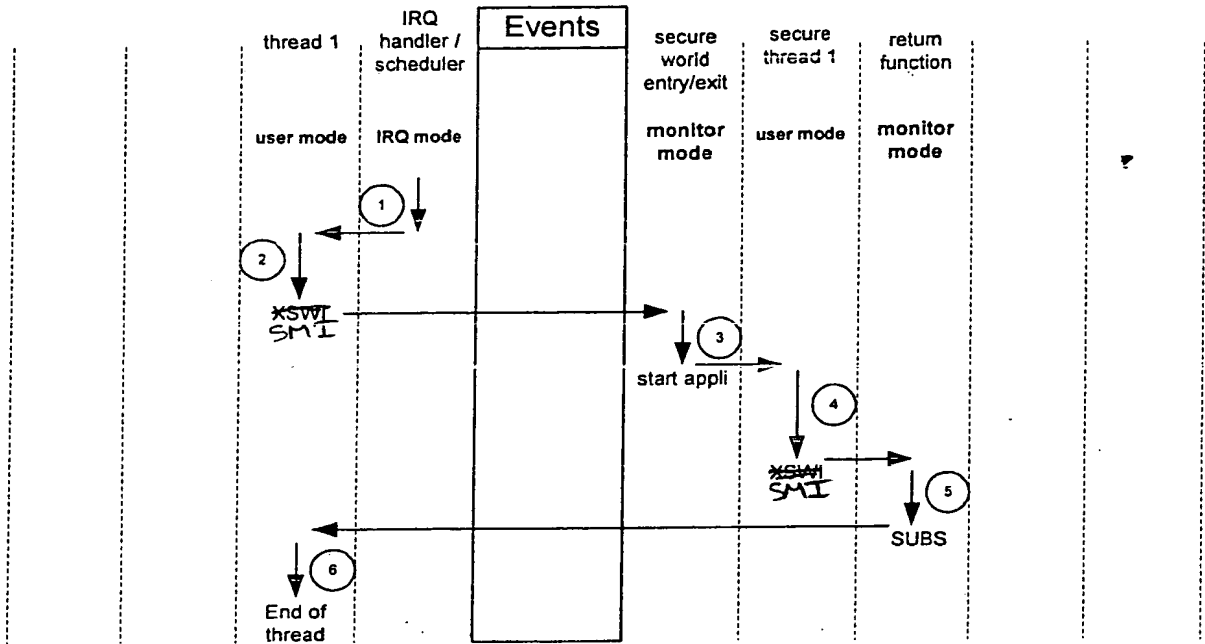 thread 1
IRQ
handler /
scheduler
Events
secure
world
entry/exit
secure
thread 1
return
function
user mode
IRQ mode
monitor
mode
user mode
monitor
mode
1
2
XSWI
SMI
3
start appli
4
XSWI
SMI
5
SUBS
6
End of
thread